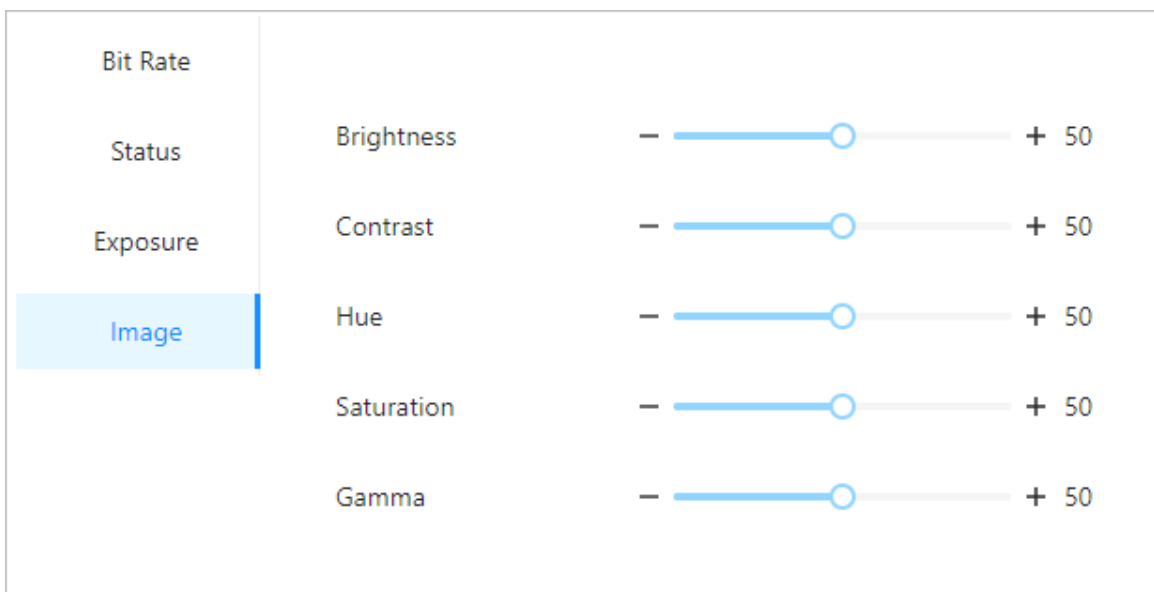 Bit Rate
Status
Exposure
Image
Brightness − + 50
Contrast − + 50
Hue − + 50
Saturation − + 50
Gamma − + 50